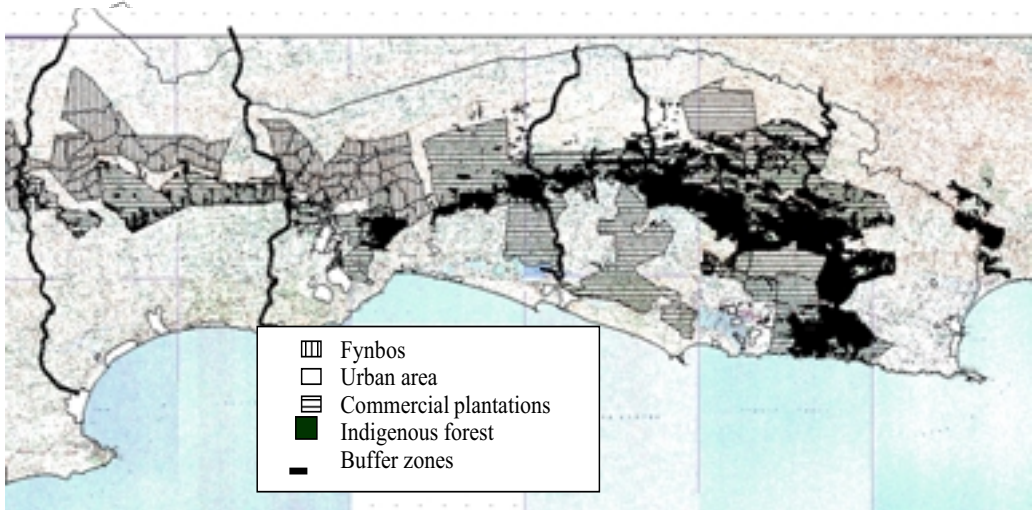 Fynbos
Urban area
Commercial plantations
Indigenous forest
Buffer zones